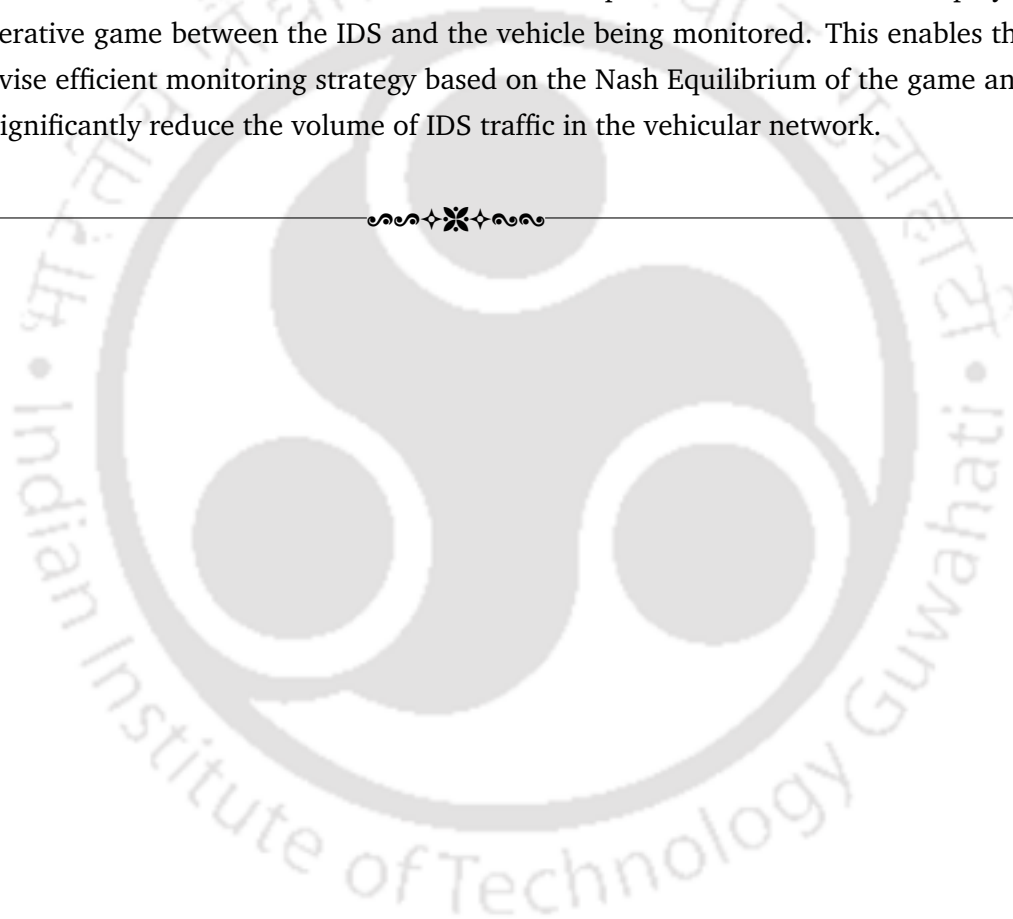 erative game between the IDS and the vehicle being monitored. This enables th
vise efficient monitoring strategy based on the Nash Equilibrium of the game an
ignificantly reduce the volume of IDS traffic in the vehicular network.
Indian Institute of Technology Guwahati